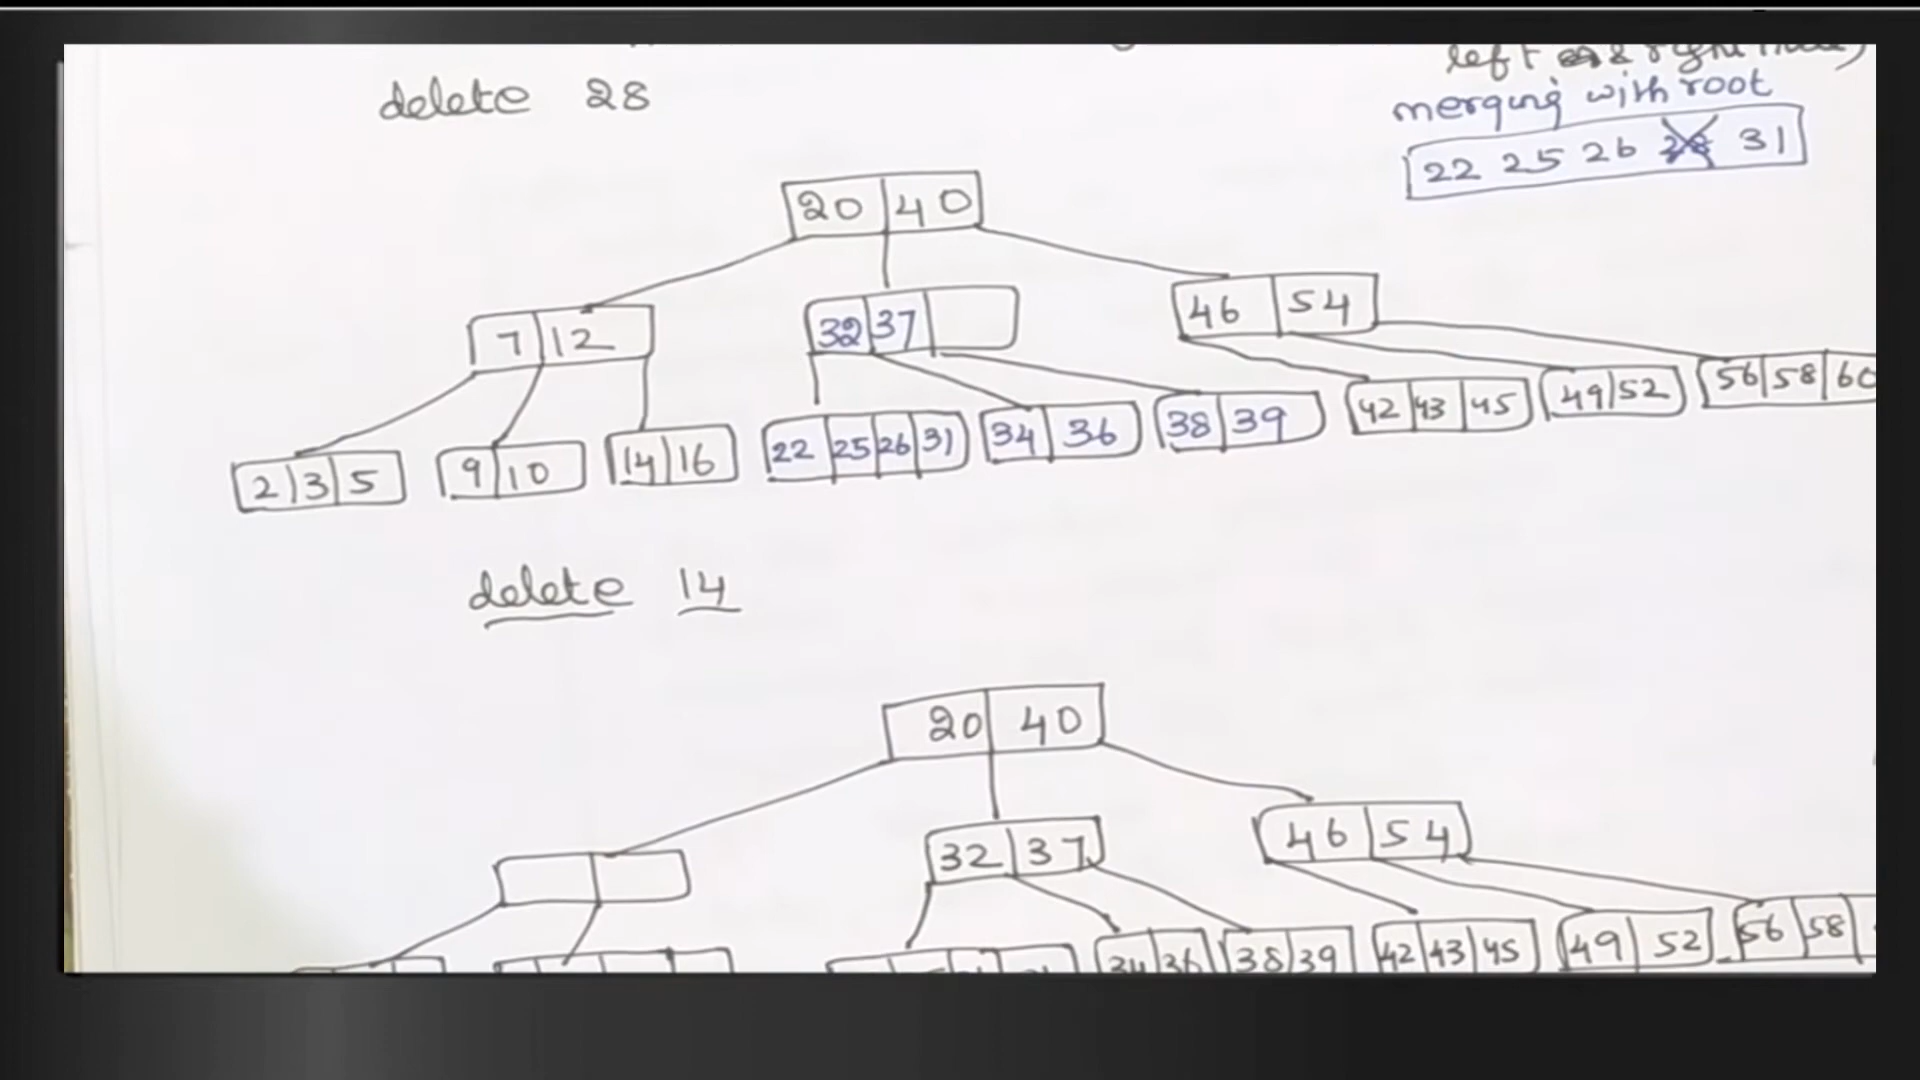 left & right
merging with root
delete 28
22 25 26 28 31
20 40
7 12
32 37
46 54
2 3 5
9 10
14 16
22 25 26 31
34 36
38 39
42 43 45
49 52
56 58 60
delete 14
20 40
32 37
46 54
34 36
38 39
42 43 45
49 52
56 58